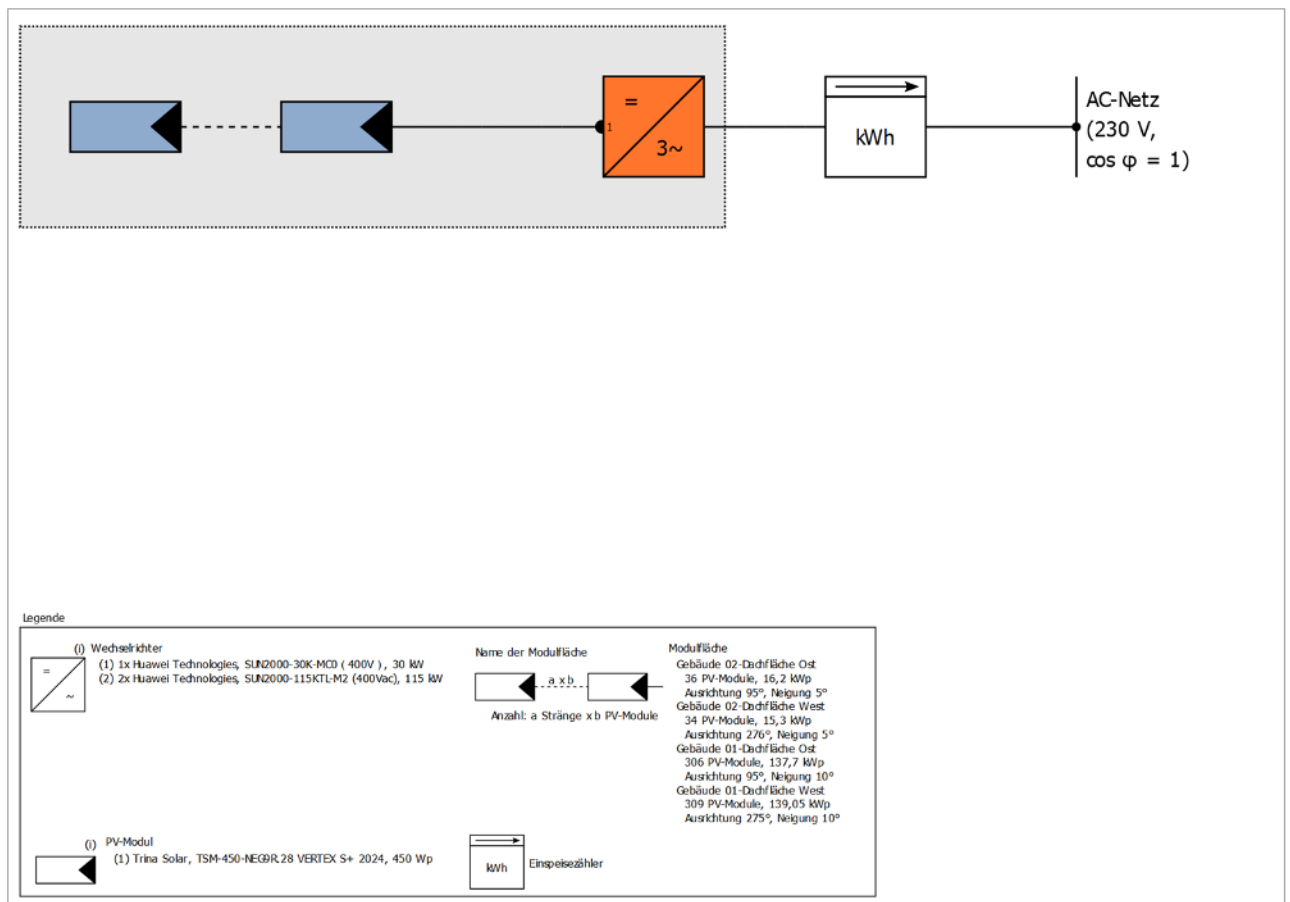 =
1
3~
kWh
AC-Netz
(230 V,
cos φ = 1)
Legende
(i) Wechselrichter
(1) 1x Huawei Technologies, SUN2000-30K-MC0 ( 400V ) , 30 kW
(2) 2x Huawei Technologies, SUN2000-115KTL-M2 (400Vac), 115 kW
=
~
Name der Modulfläche
a x b
Anzahl: a Stränge x b PV-Module
Modulfläche
Gebäude 02-Dachfläche Ost
36 PV-Module, 16,2 kWp
Ausrichtung 95°, Neigung 5°
Gebäude 02-Dachfläche West
34 PV-Module, 15,3 kWp
Ausrichtung 276°, Neigung 5°
Gebäude 01-Dachfläche Ost
306 PV-Module, 137,7 kWp
Ausrichtung 95°, Neigung 10°
Gebäude 01-Dachfläche West
309 PV-Module, 139,05 kWp
Ausrichtung 275°, Neigung 10°
(i) PV-Modul
(1) Trina Solar, TSM-450-NEG9R.28 VERTEX S+ 2024, 450 Wp
kWh
Einspeisezähler